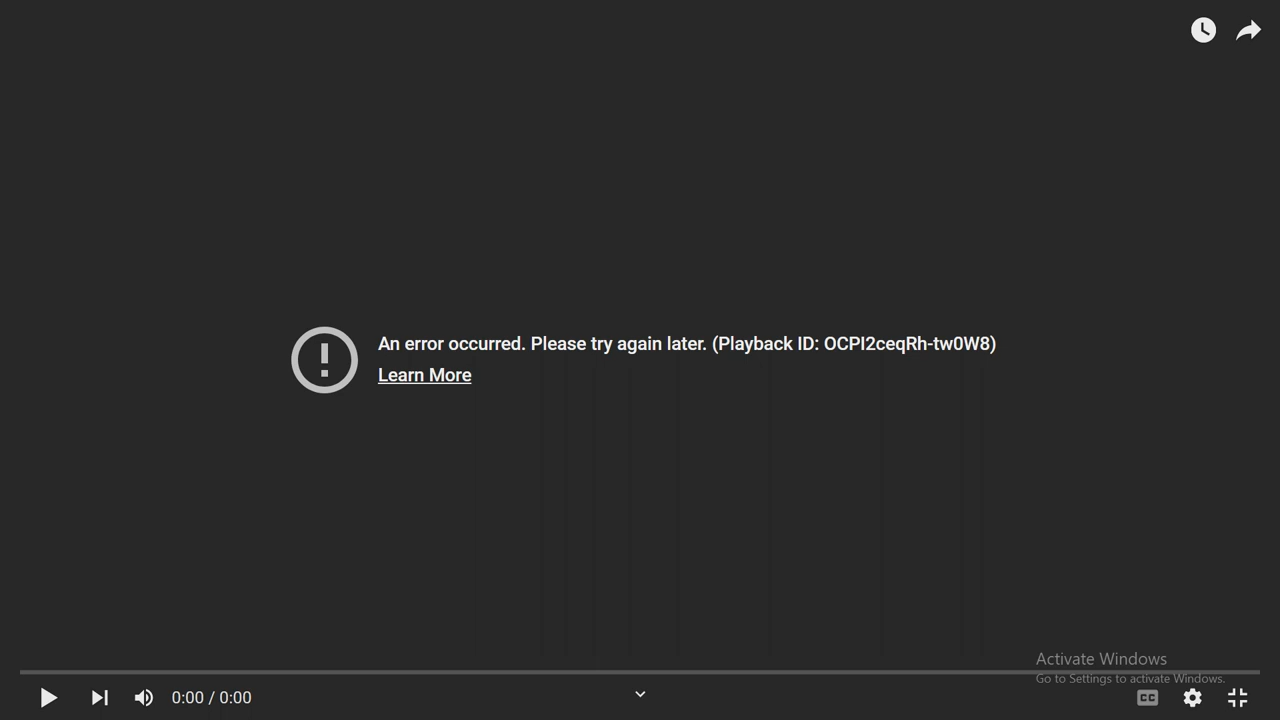 An error occurred. Please try again later. (Playback ID: OCPI2ceqRh-tw0W8)
Learn More
Activate Windows
Go to Settings to activate Windows.
0:00 / 0:00
CC